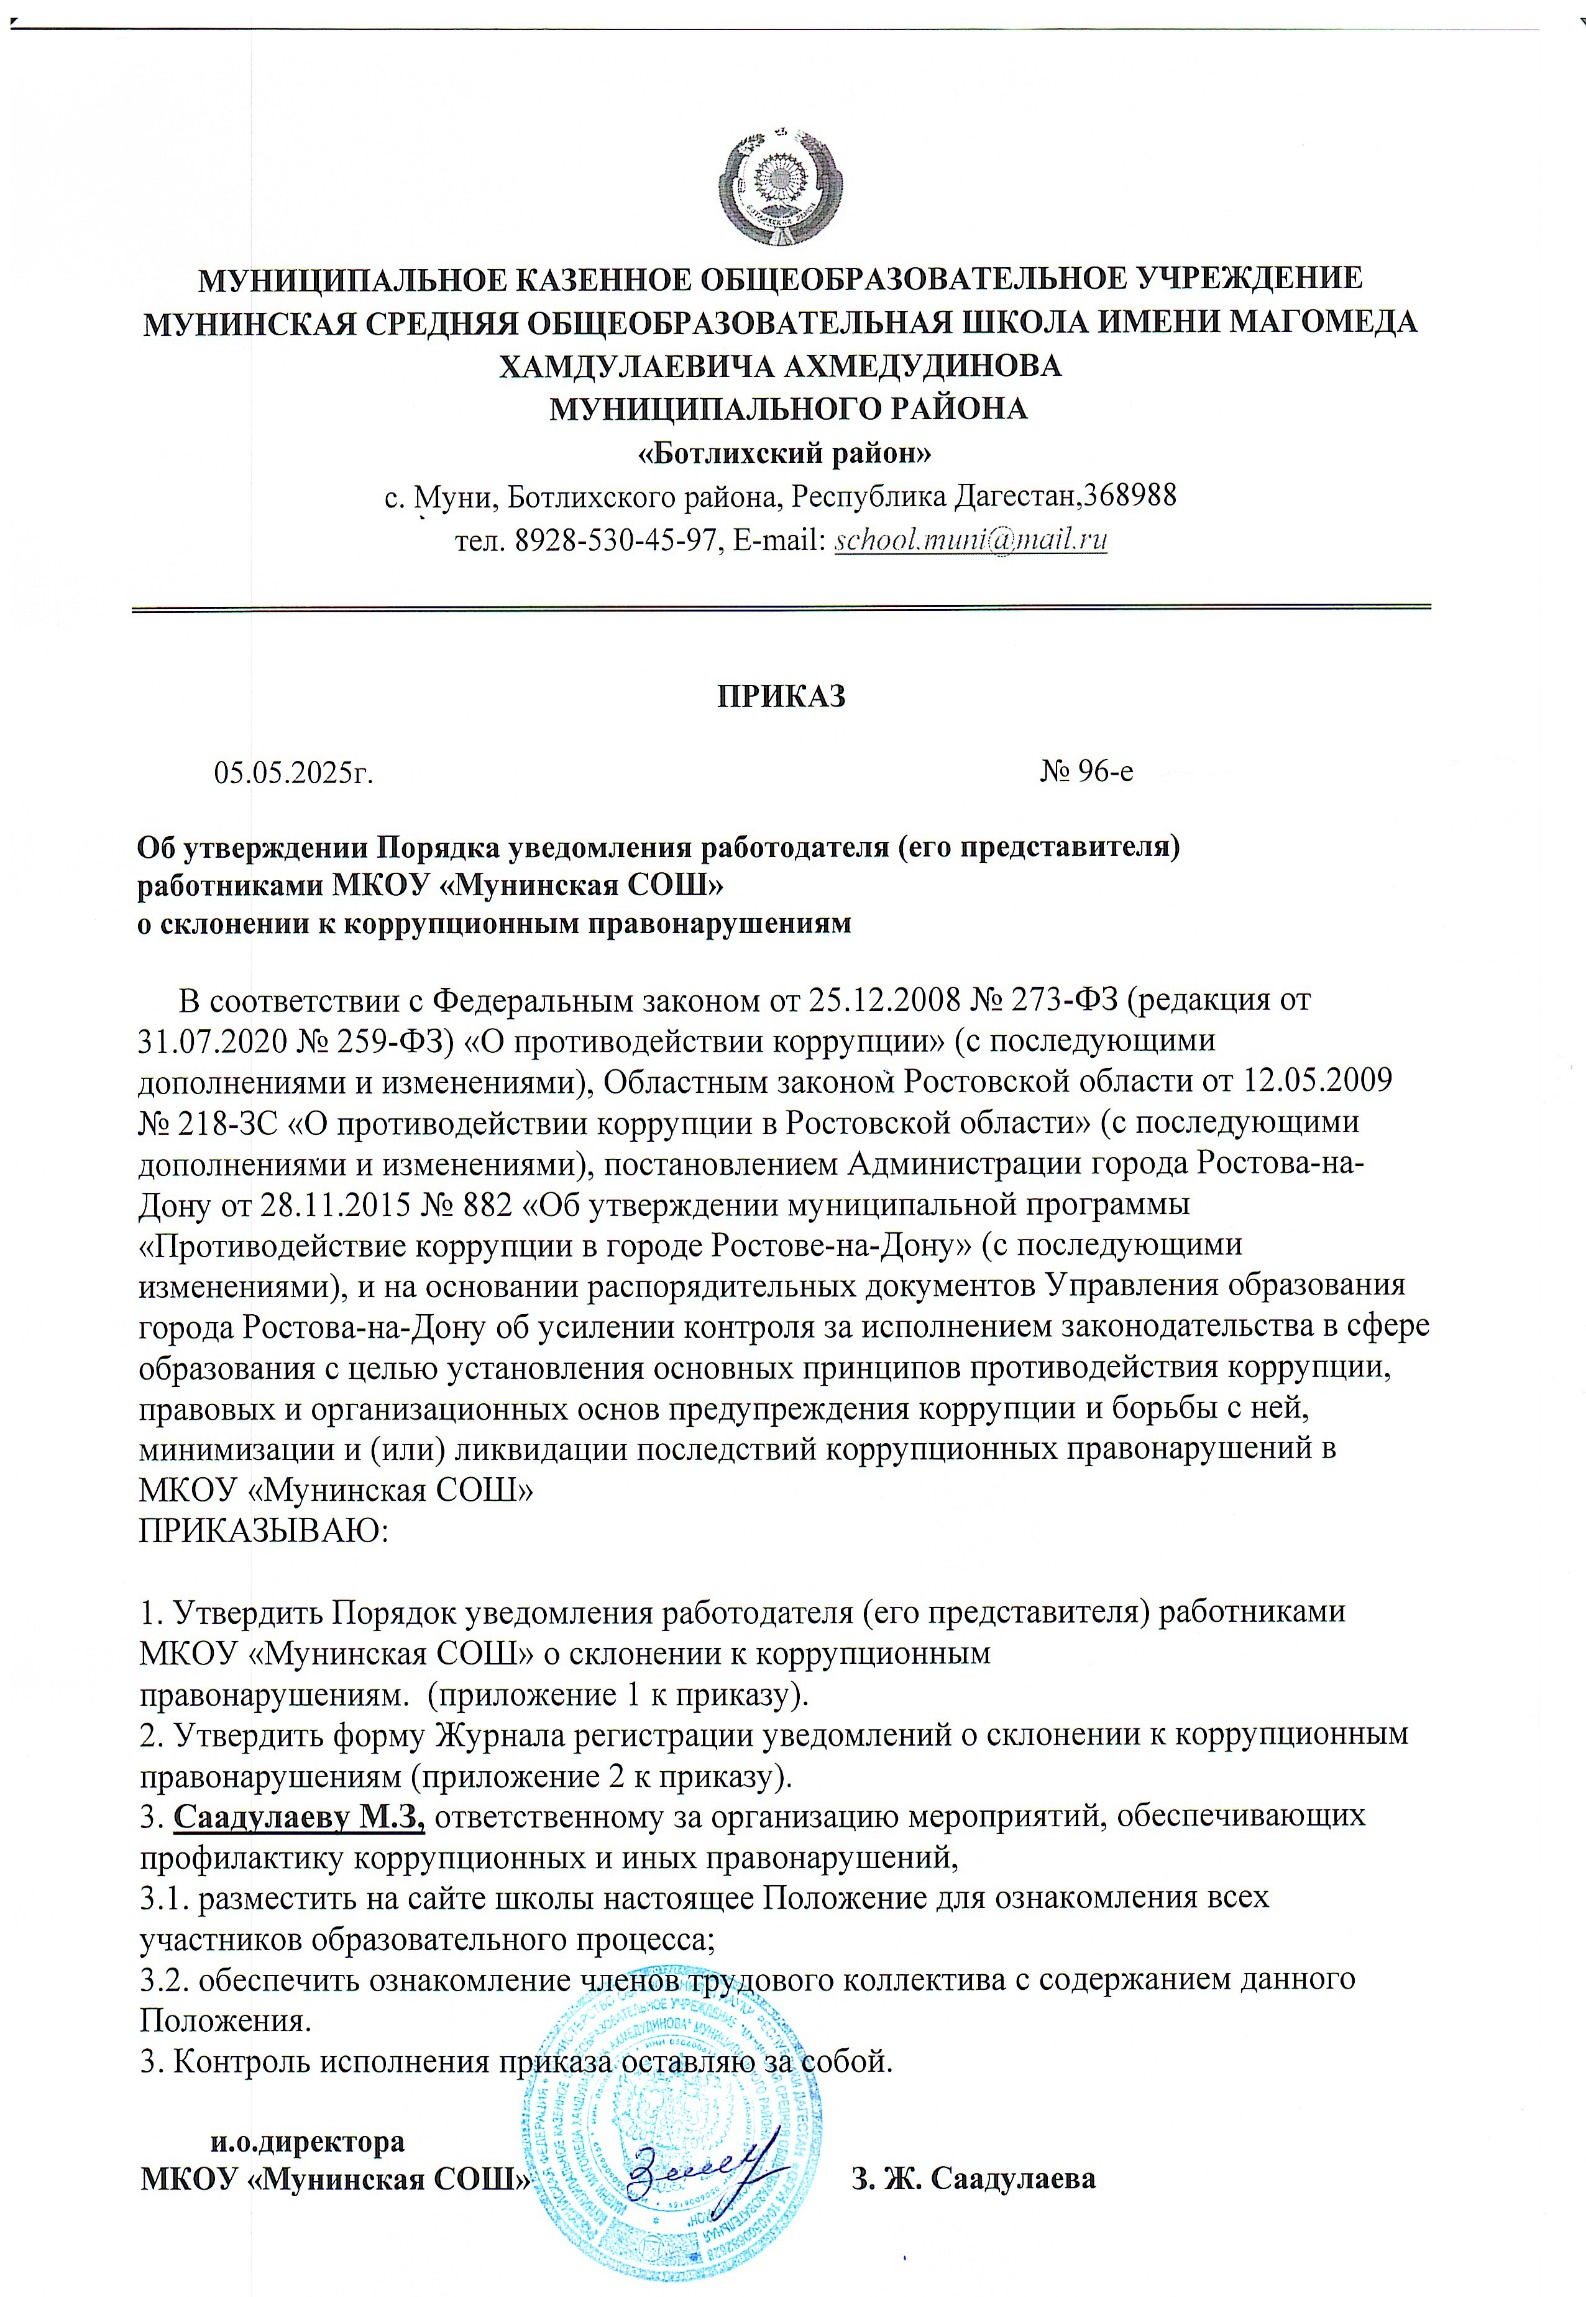 МУНИЦИПАЛЬНОЕ КАЗЕННОЕ ОБЩЕОБРАЗОВАТЕЛЬНОЕ УЧРЕЖДЕНИЕ
МУНИНСКАЯ СРЕДНЯЯ ОБЩЕОБРАЗОВАТЕЛЬНАЯ ШКОЛА ИМЕНИ МАГОМЕДА
ХАМДУЛАЕВИЧА АХМЕДУДИНОВА
МУНИЦИПАЛЬНОГО РАЙОНА
«Ботлихский район»
с. Муни, Ботлихского района, Республика Дагестан,368988
тел. 8928-530-45-97, E-mail: school.muni@mail.ru
ПРИКАЗ
05.05.2025г. № 96-е
Об утверждении Порядка уведомления работодателя (его представителя)
работниками МКОУ «Мунинская СОШ»
о склонении к коррупционным правонарушениям
В соответствии с Федеральным законом от 25.12.2008 № 273-ФЗ (редакция от
31.07.2020 № 259-ФЗ) «О противодействии коррупции» (с последующими
дополнениями и изменениями), Областным законом Ростовской области от 12.05.2009
№ 218-ЗС «О противодействии коррупции в Ростовской области» (с последующими
дополнениями и изменениями), постановлением Администрации города Ростова-на-
Дону от 28.11.2015 № 882 «Об утверждении муниципальной программы
«Противодействие коррупции в городе Ростове-на-Дону» (с последующими
изменениями), и на основании распорядительных документов Управления образования
города Ростова-на-Дону об усилении контроля за исполнением законодательства в сфере
образования с целью установления основных принципов противодействия коррупции,
правовых и организационных основ предупреждения коррупции и борьбы с ней,
минимизации и (или) ликвидации последствий коррупционных правонарушений в
МКОУ «Мунинская СОШ»
ПРИКАЗЫВАЮ:
1. Утвердить Порядок уведомления работодателя (его представителя) работниками
МКОУ «Мунинская СОШ» о склонении к коррупционным
правонарушениям. (приложение 1 к приказу).
2. Утвердить форму Журнала регистрации уведомлений о склонении к коррупционным
правонарушениям (приложение 2 к приказу).
3. Саадулаеву М.З, ответственному за организацию мероприятий, обеспечивающих
профилактику коррупционных и иных правонарушений,
3.1. разместить на сайте школы настоящее Положение для ознакомления всех
участников образовательного процесса;
3.2. обеспечить ознакомление членов трудового коллектива с содержанием данного
Положения.
3. Контроль исполнения приказа оставляю за собой.
и.о.директора
МКОУ «Мунинская СОШ» З. Ж. Саадулаева